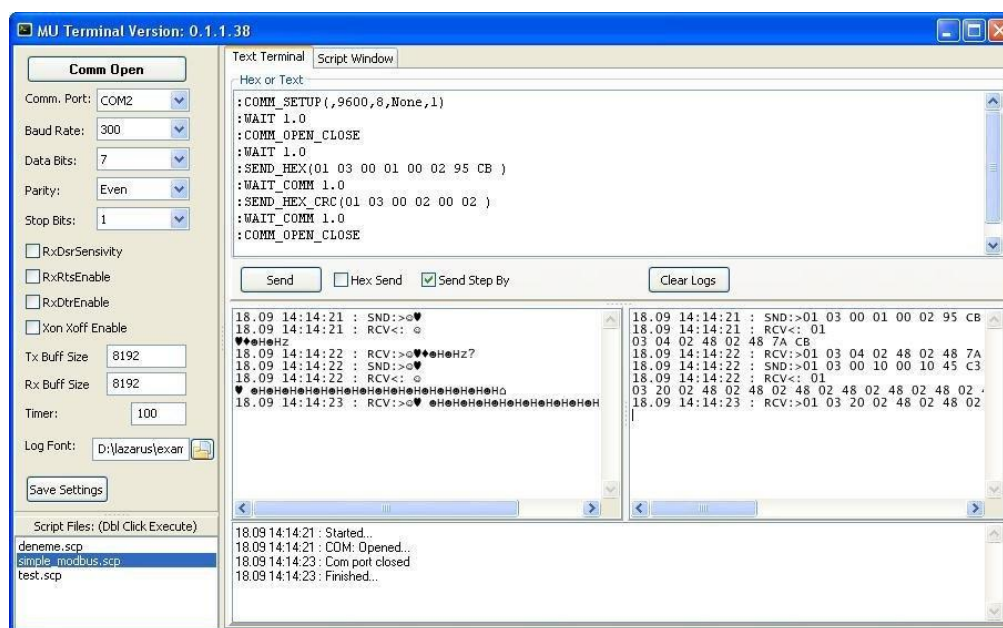 MU Terminal Version: 0.1.1.38
Comm Open
Comm. Port: COM2
Baud Rate: 300
Data Bits: 7
Parity: Even
Stop Bits: 1
RxDsrSensivity
RxRtsEnable
RxDtrEnable
Xon Xoff Enable
Tx Buff Size 8192
Rx Buff Size 8192
Timer: 100
Log Font: D:\lazarus\exam
Save Settings
Script Files: (Dbl Click Execute)
deneme.scp
simple_modbus.scp
test.scp
Text Terminal Script Window
Hex or Text
:COMM_SETUP(,9600,8,None,1)
:WAIT 1.0
:COMM_OPEN_CLOSE
:WAIT 1.0
:SEND_HEX(01 03 00 01 00 02 95 CB )
:WAIT_COMM 1.0
:SEND_HEX_CRC(01 03 00 02 00 02 )
:WAIT_COMM 1.0
:COMM_OPEN_CLOSE
Send Hex Send Send Step By Clear Logs
18.09 14:14:21 : SND:>☺♥
18.09 14:14:21 : RCV<: ☺
♥♦☻H☻Hz
18.09 14:14:22 : RCV:>☺♥♦☻H☻Hz?
18.09 14:14:22 : SND:>☺♥
18.09 14:14:22 : RCV<: ☺
♥ ☻H☻H☻H☻H☻H☻H☻H☻H☻H☻H☻H☻H☻H☻H☻H☻H⌂
18.09 14:14:23 : RCV:>☺♥ ☻H☻H☻H☻H☻H☻H☻H☻H☻H☻H
18.09 14:14:21 : SND:>01 03 00 01 00 02 95 CB
18.09 14:14:21 : RCV<: 01
03 04 02 48 02 48 7A CB
18.09 14:14:22 : RCV:>01 03 04 02 48 02 48 7A
18.09 14:14:22 : SND:>01 03 00 10 00 10 45 C3
18.09 14:14:22 : RCV<: 01
03 20 02 48 02 48 02 48 02 48 02 48 02 48 02
18.09 14:14:23 : RCV:>01 03 20 02 48 02 48 02
18.09 14:14:21 : Started...
18.09 14:14:21 : COM: Opened...
18.09 14:14:23 : Com port closed
18.09 14:14:23 : Finished...